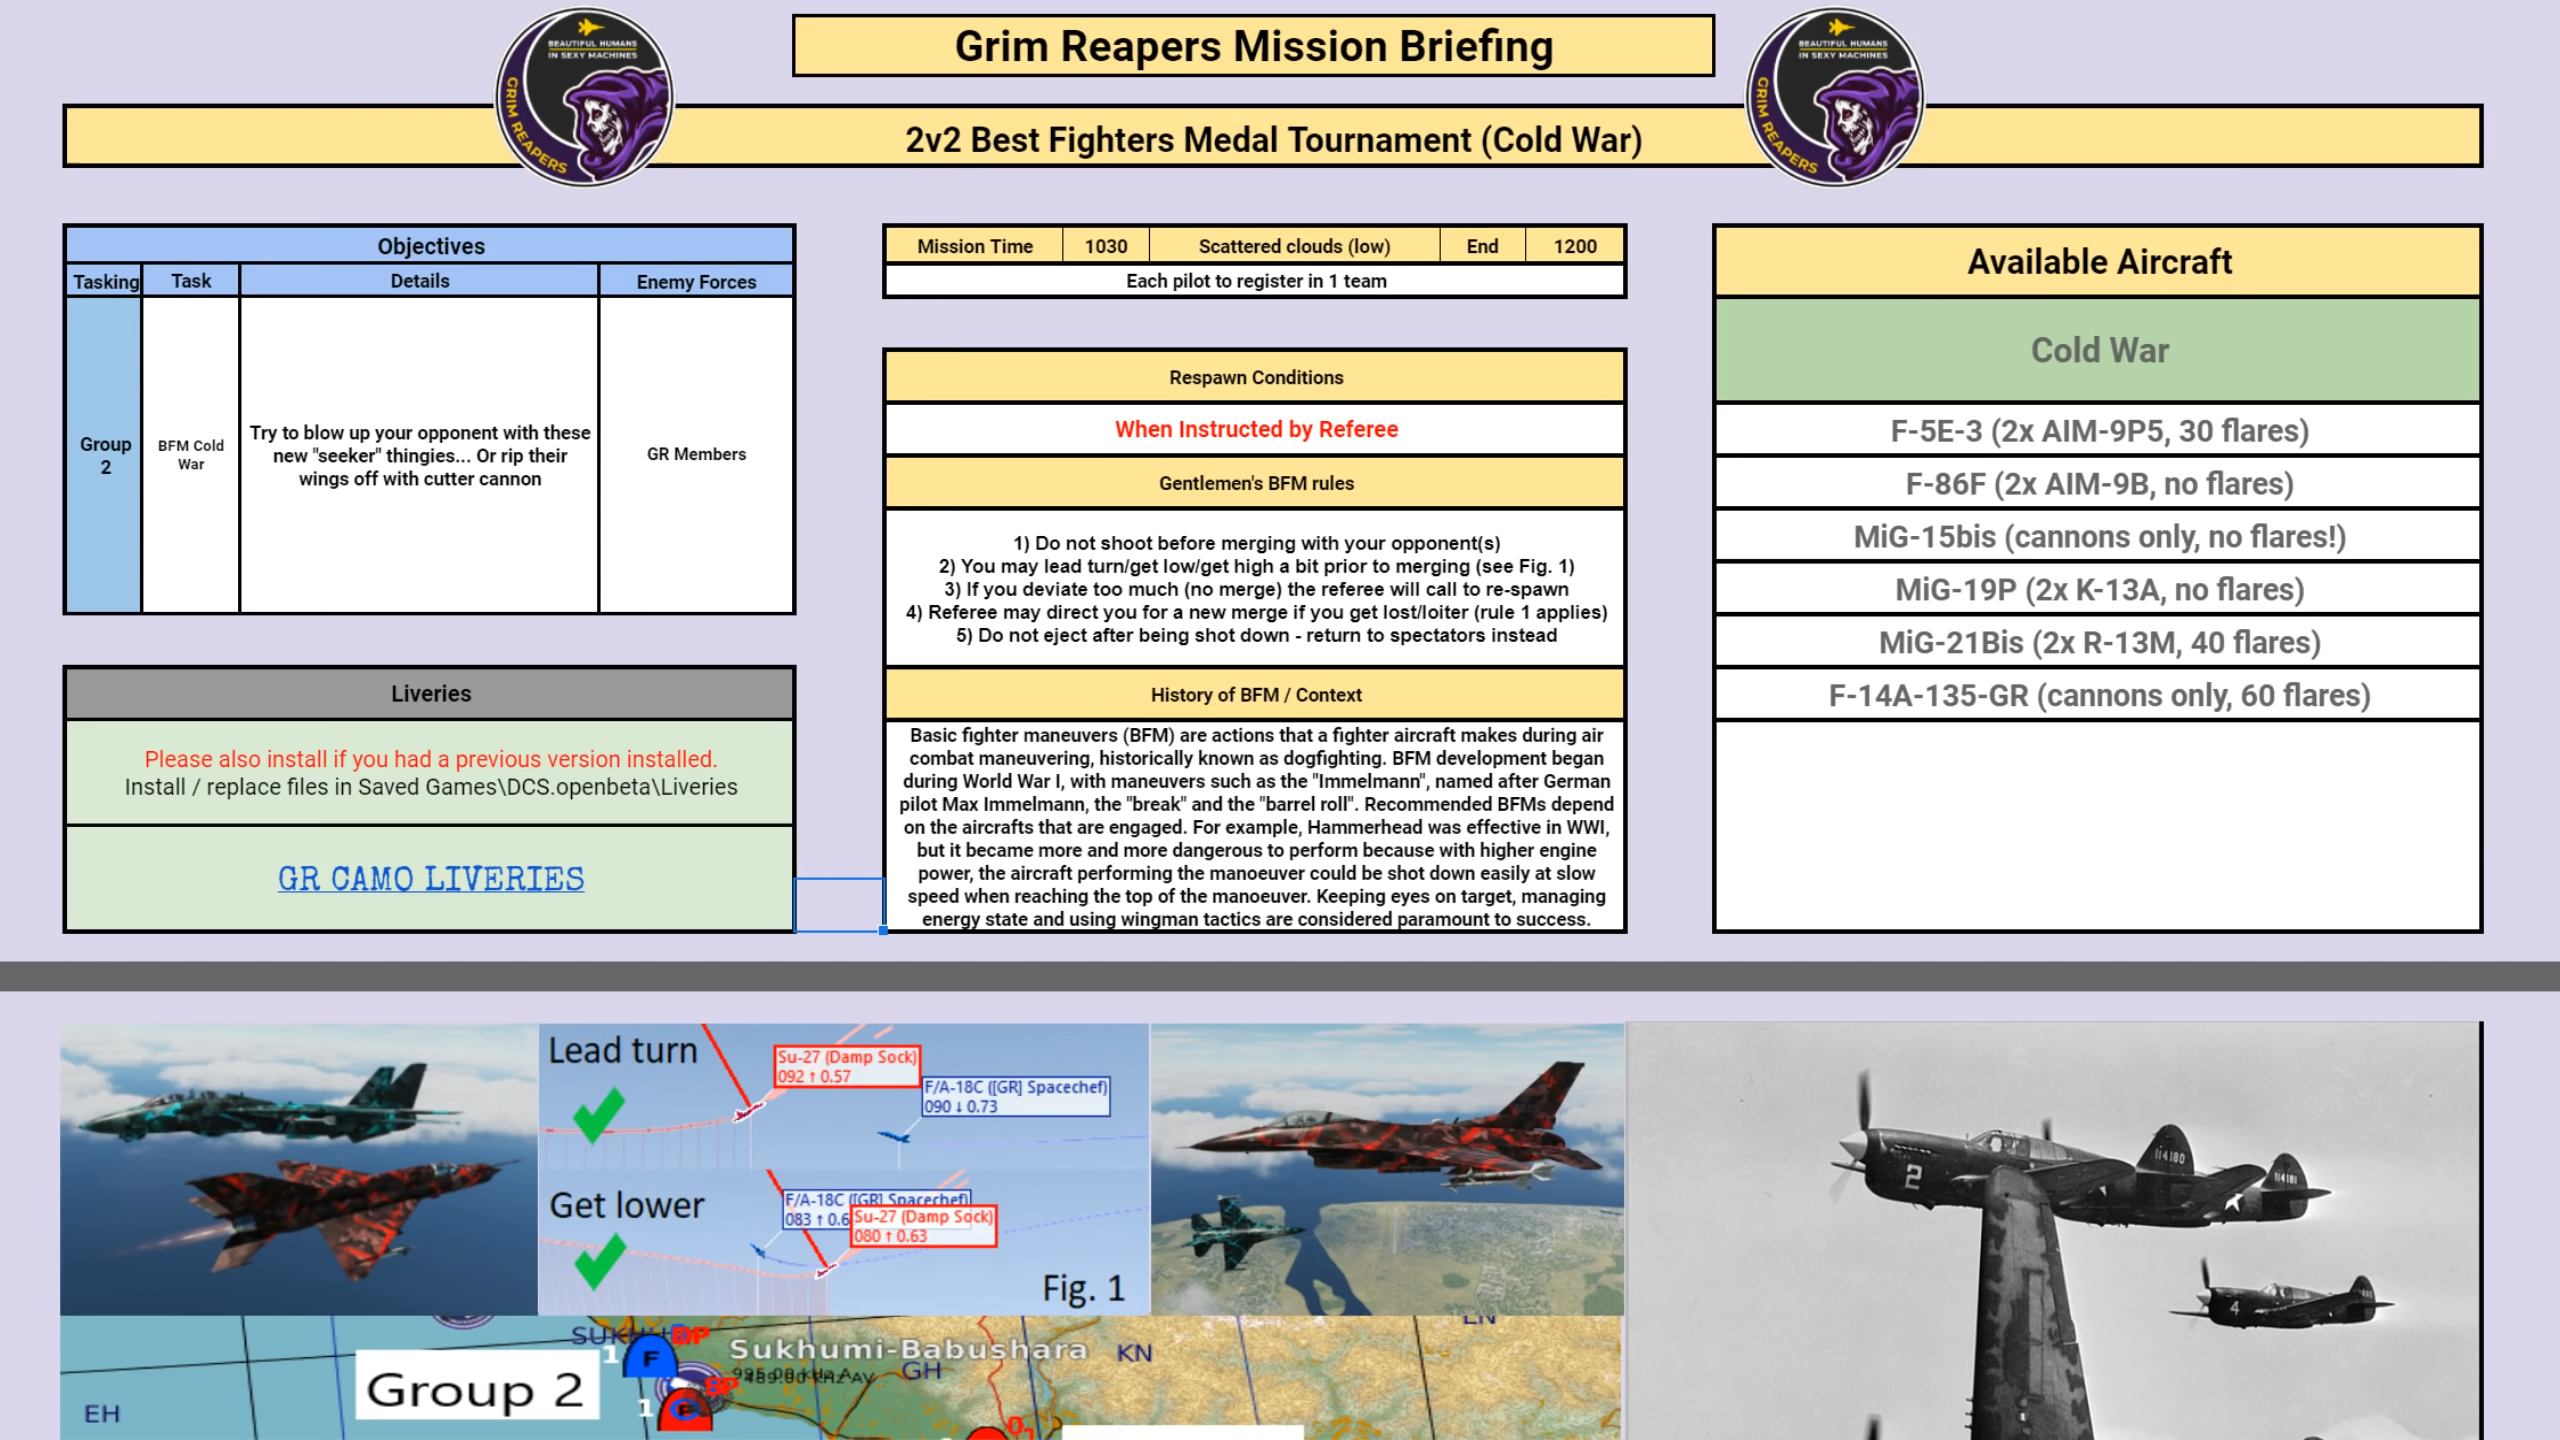 Grim Reapers Mission Briefing
BEAUTIFUL HUMANS
IN SEXY MACHINES
GRIM REAPERS
BEAUTIFUL HUMANS
IN SEXY MACHINES
GRIM REAPERS
2v2 Best Fighters Medal Tournament (Cold War)
Objectives
Tasking Task Details Enemy Forces
Group
2
BFM Cold
War
Try to blow up your opponent with these
new "seeker" thingies... Or rip their
wings off with cutter cannon
GR Members
Liveries
Please also install if you had a previous version installed.
Install / replace files in Saved Games\DCS.openbeta\Liveries
GR CAMO LIVERIES
Mission Time 1030 Scattered clouds (low) End 1200
Each pilot to register in 1 team
Respawn Conditions
When Instructed by Referee
Gentlemen's BFM rules
1) Do not shoot before merging with your opponent(s)
2) You may lead turn/get low/get high a bit prior to merging (see Fig. 1)
3) If you deviate too much (no merge) the referee will call to re-spawn
4) Referee may direct you for a new merge if you get lost/loiter (rule 1 applies)
5) Do not eject after being shot down - return to spectators instead
History of BFM / Context
Basic fighter maneuvers (BFM) are actions that a fighter aircraft makes during air
combat maneuvering, historically known as dogfighting. BFM development began
during World War I, with maneuvers such as the "Immelmann", named after German
pilot Max Immelmann, the "break" and the "barrel roll". Recommended BFMs depend
on the aircrafts that are engaged. For example, Hammerhead was effective in WWI,
but it became more and more dangerous to perform because with higher engine
power, the aircraft performing the manoeuver could be shot down easily at slow
speed when reaching the top of the manoeuver. Keeping eyes on target, managing
energy state and using wingman tactics are considered paramount to success.
Available Aircraft
Cold War
F-5E-3 (2x AIM-9P5, 30 flares)
F-86F (2x AIM-9B, no flares)
MiG-15bis (cannons only, no flares!)
MiG-19P (2x K-13A, no flares)
MiG-21Bis (2x R-13M, 40 flares)
F-14A-135-GR (cannons only, 60 flares)
Lead turn
Su-27 (Damp Sock)
092 ↑ 0.57
F/A-18C ([GR] Spacechef)
090 ↓ 0.73
Get lower
F/A-18C ([GR] Spacechef)
083 ↑ 0.6
Su-27 (Damp Sock)
080 ↑ 0.63
Fig. 1
2
114180
114181
4
Group 2
EH
1
F
DP
SP
1
Sukhumi-Babushara
GH
KN